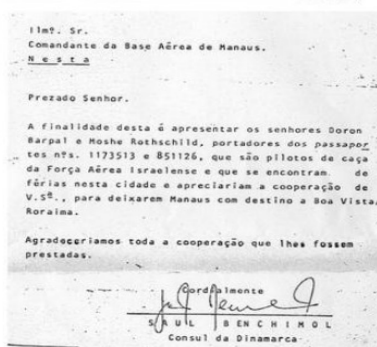 Ilmº. Sr.
Comandante da Base Aérea de Manaus.
N e s t a
Prezado Senhor.
A finalidade desta é apresentar os senhores Doron
Barpal e Moshe Rothschild, portadores dos passapor
tes nºs. 1173513 e 851126, que são pilotos de caça
da Força Aérea Israelense e que se encontram de
férias nesta cidade e apreciariam a cooperação de
V.Sª., para deixarem Manaus com destino a Boa Vista,
Roraima.
Agradeceriamos toda a cooperação que lhes fossem
prestadas.
Cordialmente
S A U L B E N C H I M O L
Consul da Dinamarca